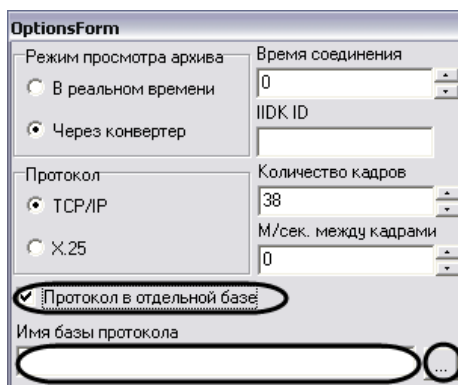 OptionsForm
Режим просмотра архива
В реальном времени
Через конвертер
Время соединения
0
IIDK ID
Протокол
TCP/IP
X.25
Количество кадров
38
М/сек. между кадрами
0
Протокол в отдельной базе
Имя базы протокола
...